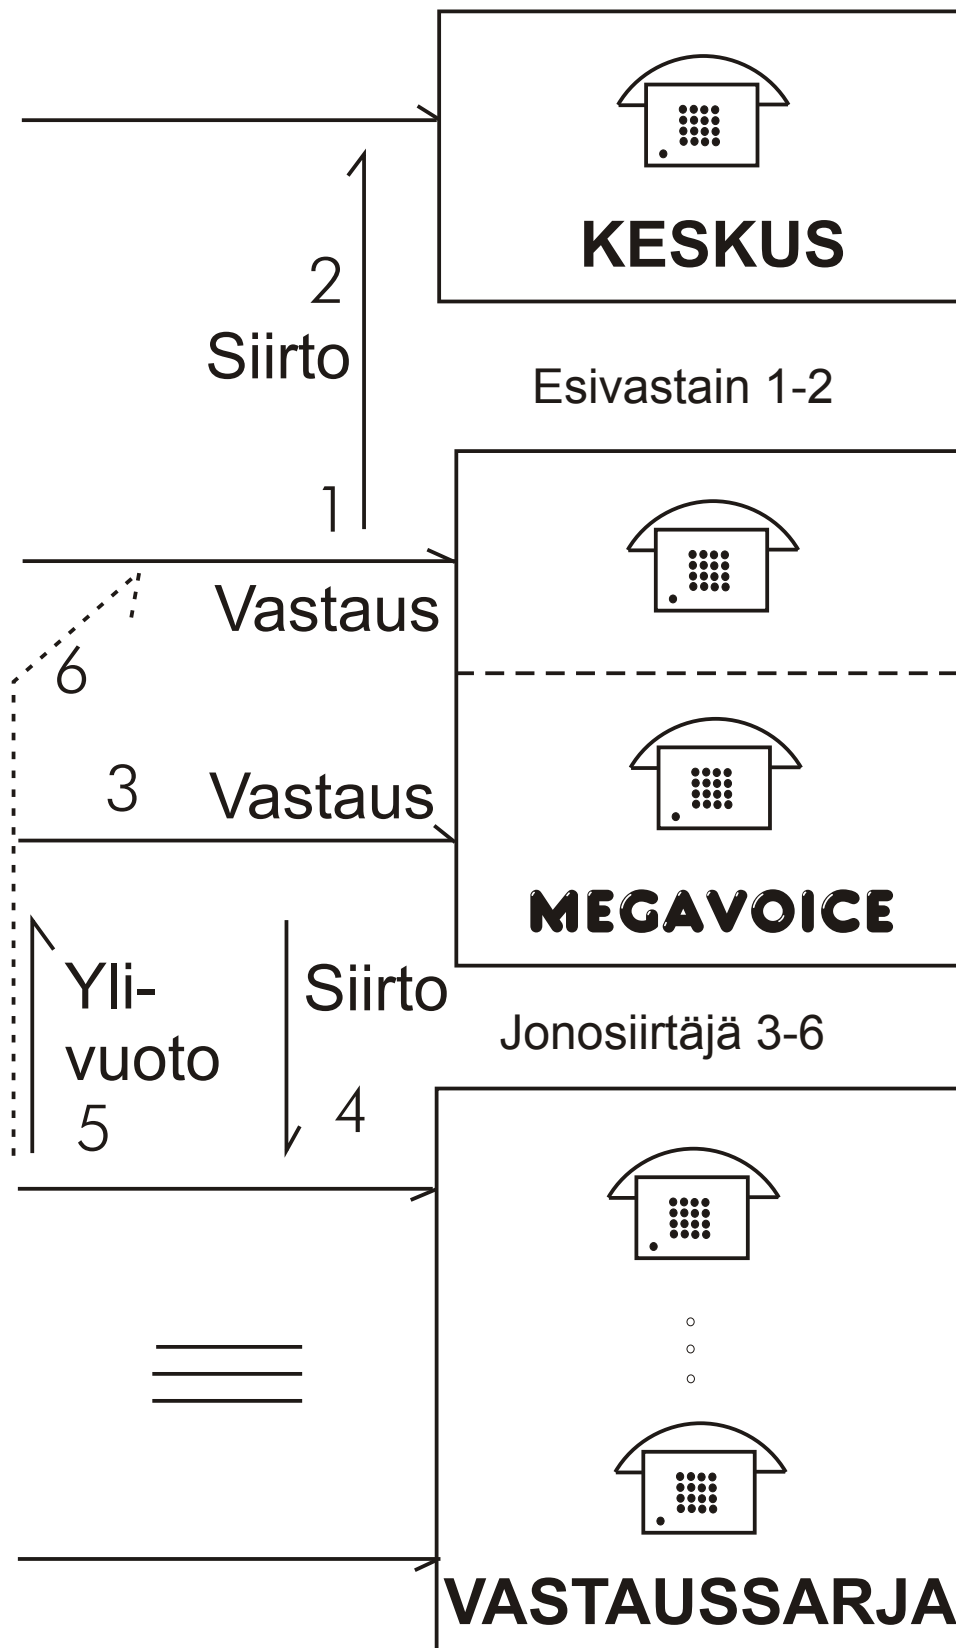 KESKUS
2
Siirto
Esivastain 1-2
1
Vastaus
6
3 Vastaus
MEGAVOICE
Yli-
vuoto
5
Siirto
4
Jonosiirtäjä 3-6
VASTAUSSARJA